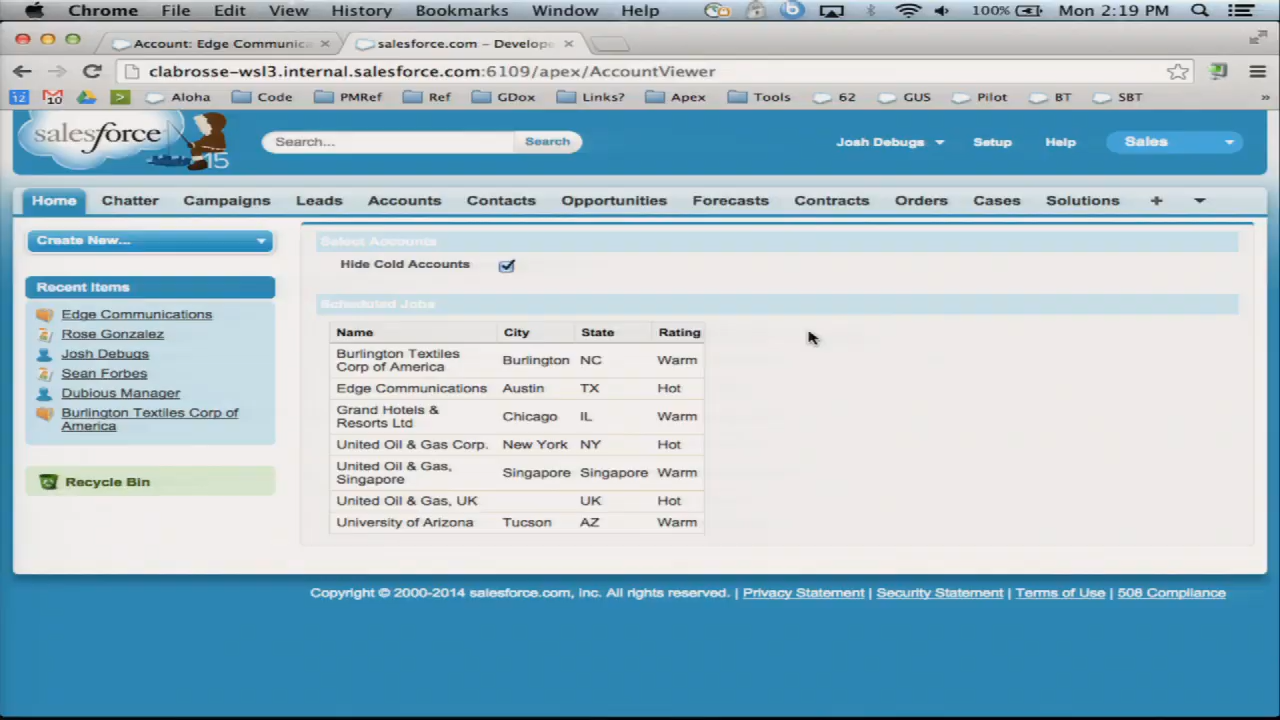 Chrome File Edit View History Bookmarks Window Help 100% Mon 2:19 PM
Account: Edge Communica salesforce.com - Develope
clabrosse-wsl3.internal.salesforce.com:6109/apex/AccountViewer
12 10 Aloha Code PMRef Ref GDox Links? Apex Tools 62 GUS Pilot BT SBT »
salesforce 15 Search... Search Josh Debugs Setup Help Sales
Home Chatter Campaigns Leads Accounts Contacts Opportunities Forecasts Contracts Orders Cases Solutions +
Create New...
Recent Items
Edge Communications
Rose Gonzalez
Josh Debugs
Sean Forbes
Dubious Manager
Burlington Textiles Corp of
America
Recycle Bin
Select Accounts
Hide Cold Accounts
Scheduled Jobs
Name City State Rating
Burlington Textiles
Corp of America Burlington NC Warm
Edge Communications Austin TX Hot
Grand Hotels &
Resorts Ltd Chicago IL Warm
United Oil & Gas Corp. New York NY Hot
United Oil & Gas,
Singapore Singapore Singapore Warm
United Oil & Gas, UK UK Hot
University of Arizona Tucson AZ Warm
Copyright © 2000-2014 salesforce.com, inc. All rights reserved. | Privacy Statement | Security Statement | Terms of Use | 508 Compliance